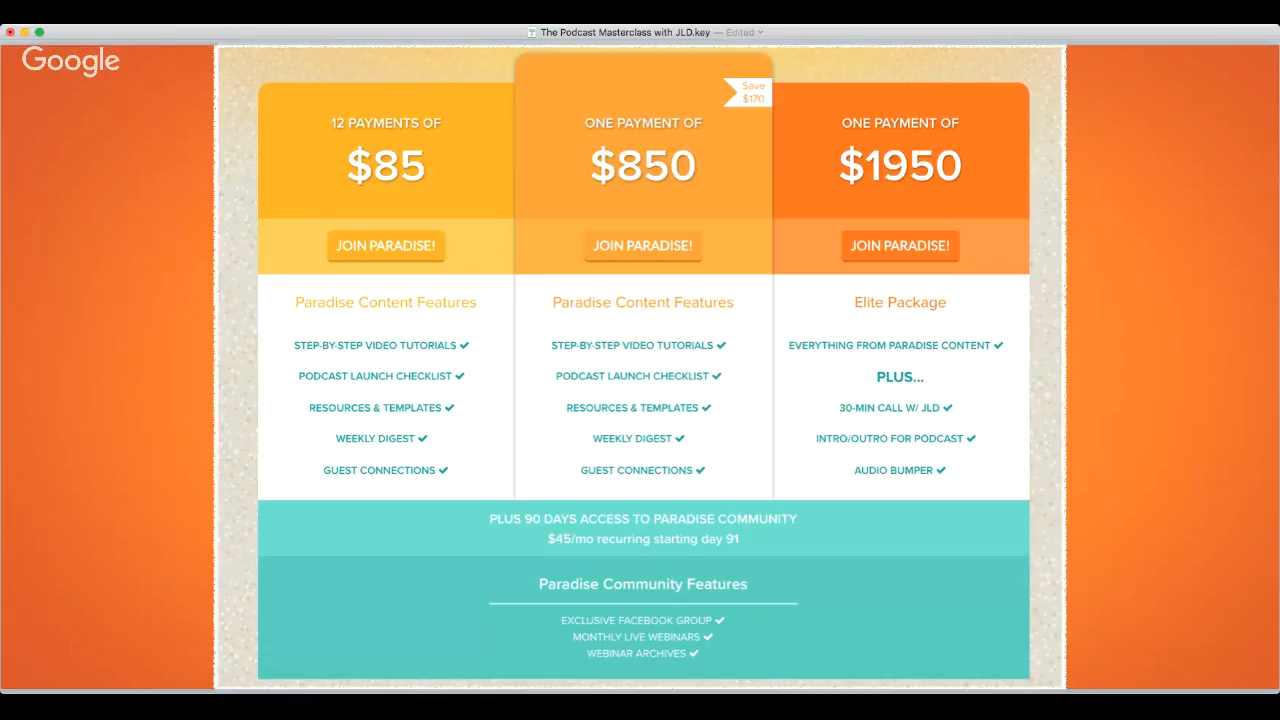 The Podcast Masterclass with JLD.key — Edited
Google
Save
$170
12 PAYMENTS OF
$85
JOIN PARADISE!
Paradise Content Features
STEP-BY-STEP VIDEO TUTORIALS ✔
PODCAST LAUNCH CHECKLIST ✔
RESOURCES & TEMPLATES ✔
WEEKLY DIGEST ✔
GUEST CONNECTIONS ✔
ONE PAYMENT OF
$850
JOIN PARADISE!
Paradise Content Features
STEP-BY-STEP VIDEO TUTORIALS ✔
PODCAST LAUNCH CHECKLIST ✔
RESOURCES & TEMPLATES ✔
WEEKLY DIGEST ✔
GUEST CONNECTIONS ✔
ONE PAYMENT OF
$1950
JOIN PARADISE!
Elite Package
EVERYTHING FROM PARADISE CONTENT ✔
PLUS...
30-MIN CALL W/ JLD ✔
INTRO/OUTRO FOR PODCAST ✔
AUDIO BUMPER ✔
PLUS 90 DAYS ACCESS TO PARADISE COMMUNITY
$45/mo recurring starting day 91
Paradise Community Features
EXCLUSIVE FACEBOOK GROUP ✔
MONTHLY LIVE WEBINARS ✔
WEBINAR ARCHIVES ✔